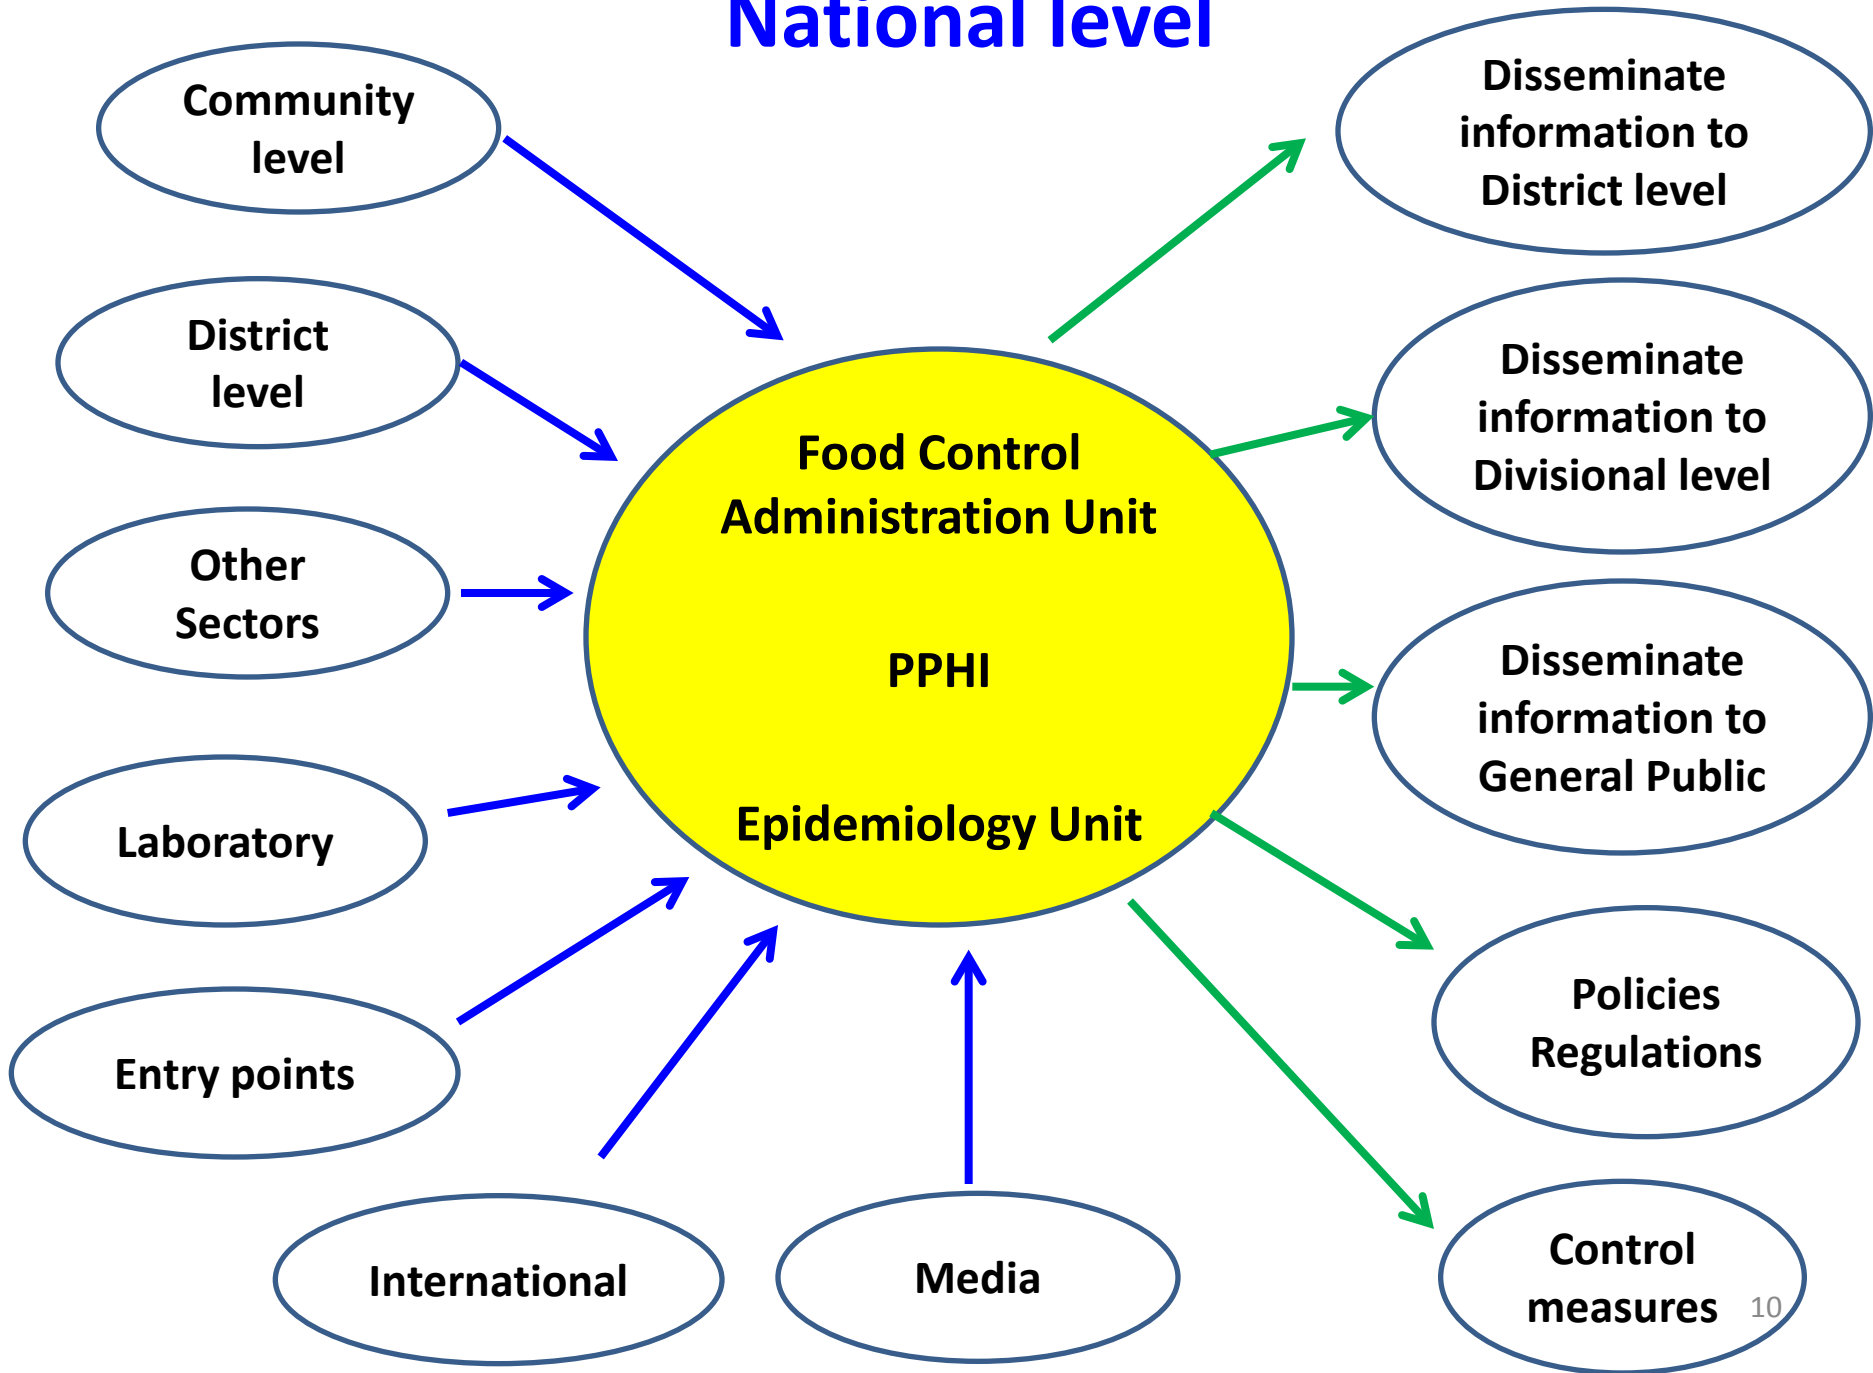 National level
Community
level
District
level
Other
Sectors
Laboratory
Entry points
International
Media
Food Control
Administration Unit
PPHI
Epidemiology Unit
Disseminate
information to
District level
Disseminate
information to
Divisional level
Disseminate
information to
General Public
Policies
Regulations
Control
measures
10